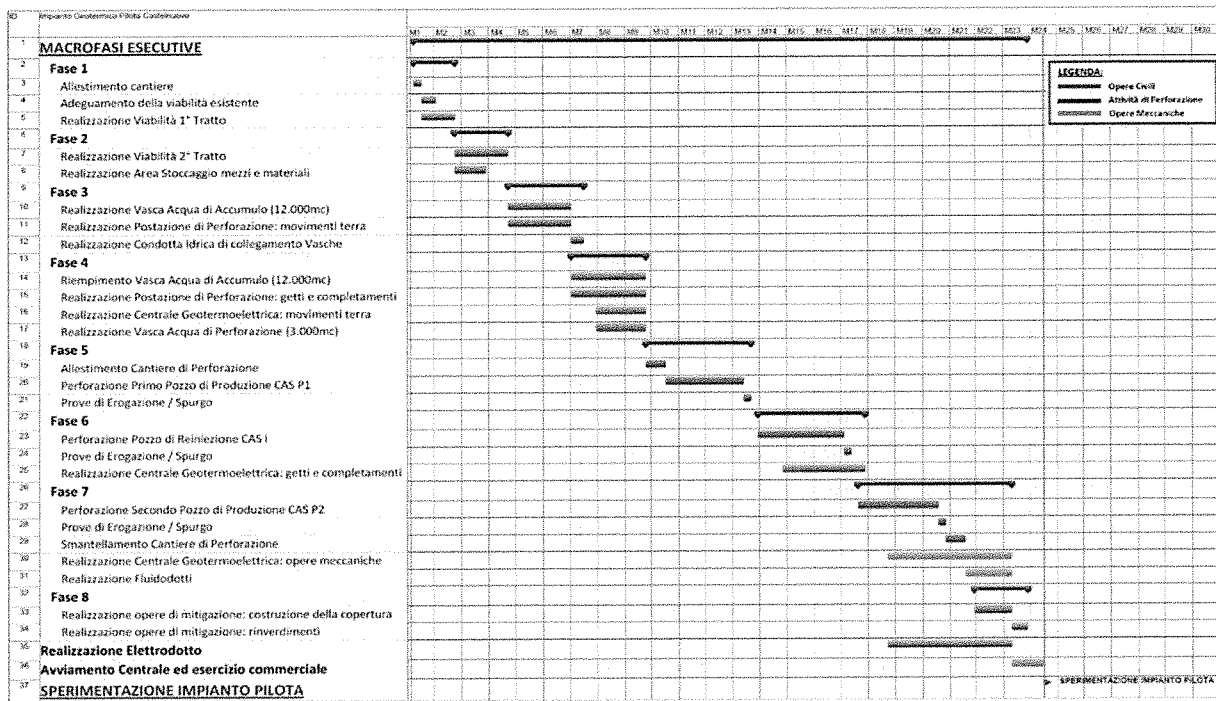 ID Impianto Geotermico Pilota Castelnuovo
M1 M2 M3 M4 M5 M6 M7 M8 M9 M10 M11 M12 M13 M14 M15 M16 M17 M18 M19 M20 M21 M22 M23 M24 M25 M26 M27 M28 M29 M30
1 MACROFASI ESECUTIVE
2 Fase 1
3 Allestimento cantiere
4 Adeguamento della viabilità esistente
5 Realizzazione Viabilità 1° Tratto
6 Fase 2
7 Realizzazione Viabilità 2° Tratto
8 Realizzazione Area Stoccaggio mezzi e materiali
9 Fase 3
10 Realizzazione Vasca Acqua di Accumulo (12.000mc)
11 Realizzazione Postazione di Perforazione: movimenti terra
12 Realizzazione Condotta Idrica di collegamento Vasche
13 Fase 4
14 Riempimento Vasca Acqua di Accumulo (12.000mc)
15 Realizzazione Postazione di Perforazione: getti e completamenti
16 Realizzazione Centrale Geotermoelettrica: movimenti terra
17 Realizzazione Vasca Acqua di Perforazione (3.000mc)
18 Fase 5
19 Allestimento Cantiere di Perforazione
20 Perforazione Primo Pozzo di Produzione CAS P1
21 Prove di Erogazione / Spurgo
22 Fase 6
23 Perforazione Pozzo di Reiniezione CAS I
24 Prove di Erogazione / Spurgo
25 Realizzazione Centrale Geotermoelettrica: getti e completamenti
26 Fase 7
27 Perforazione Secondo Pozzo di Produzione CAS P2
28 Prove di Erogazione / Spurgo
29 Smantellamento Cantiere di Perforazione
30 Realizzazione Centrale Geotermoelettrica: opere meccaniche
31 Realizzazione Fluidodotti
32 Fase 8
33 Realizzazione opere di mitigazione: costruzione della copertura
34 Realizzazione opere di mitigazione: rinverdimenti
35 Realizzazione Elettrodotto
36 Avviamento Centrale ed esercizio commerciale
37 SPERIMENTAZIONE IMPIANTO PILOTA
SPERIMENTAZIONE IMPIANTO PILOTA
LEGENDA:
Opere Civili
Attività di Perforazione
Opere Meccaniche